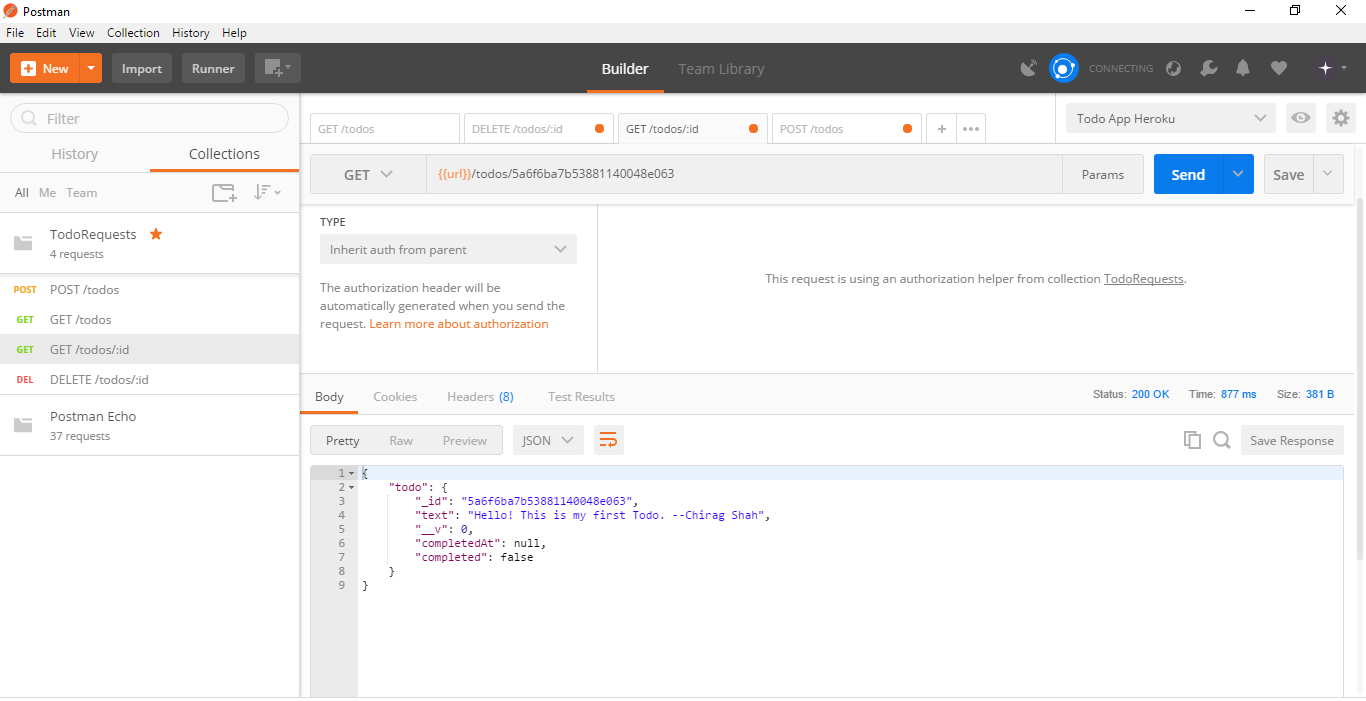 Postman
File Edit View Collection History Help
New Import Runner Builder Team Library CONNECTING
Filter
History Collections
All Me Team
TodoRequests
4 requests
POST POST /todos
GET GET /todos
GET GET /todos/:id
DEL DELETE /todos/:id
Postman Echo
37 requests
GET /todos DELETE /todos/:id GET /todos/:id POST /todos + ••• Todo App Heroku
GET {{url}}/todos/5a6f6ba7b53881140048e063 Params Send Save
TYPE
Inherit auth from parent
The authorization header will be
automatically generated when you send the
request. Learn more about authorization
This request is using an authorization helper from collection TodoRequests.
Body Cookies Headers (8) Test Results Status: 200 OK Time: 877 ms Size: 381 B
Pretty Raw Preview JSON Save Response
1 {
2 "todo": {
3 "_id": "5a6f6ba7b53881140048e063",
4 "text": "Hello! This is my first Todo. --Chirag Shah",
5 "__v": 0,
6 "completedAt": null,
7 "completed": false
8 }
9 }